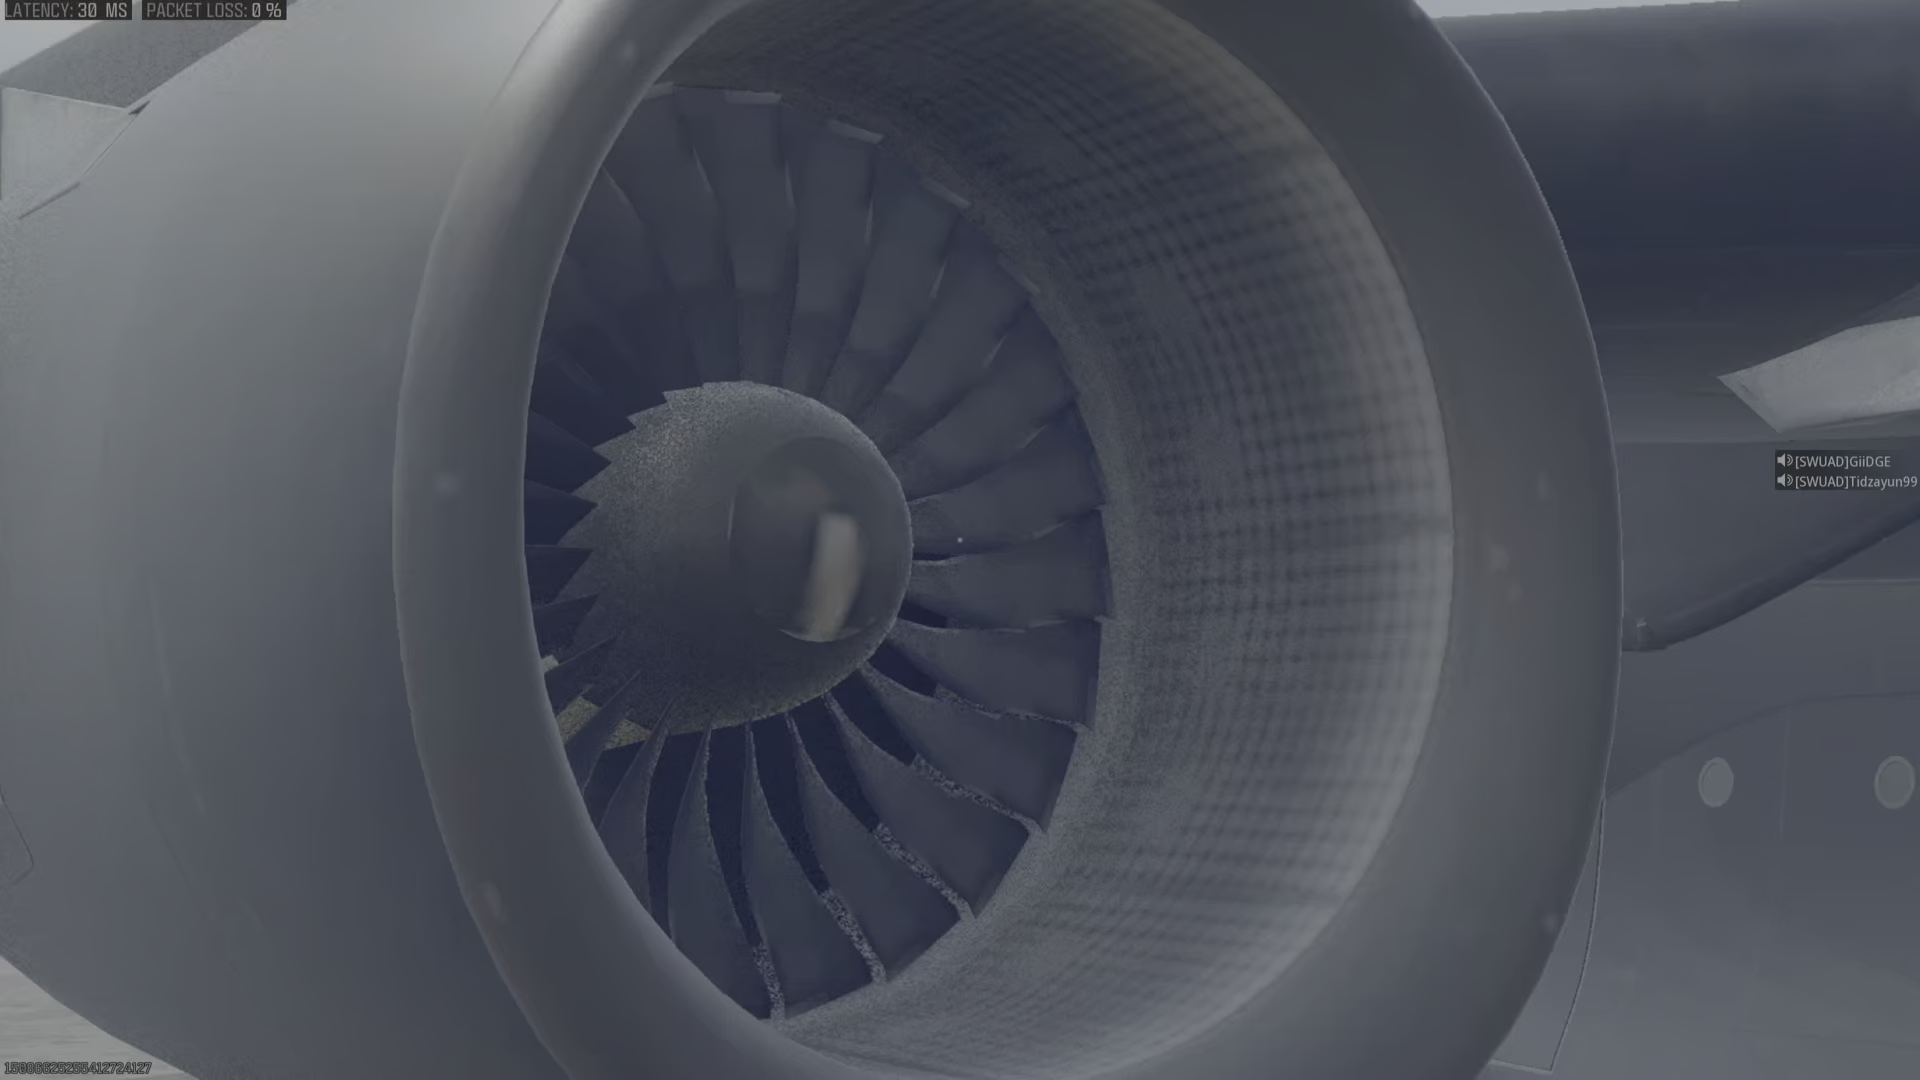 LATENCY: 30 MS PACKET LOSS: 0 %
[SWUAD]GiiDGE
[SWUAD]Tidzayun99